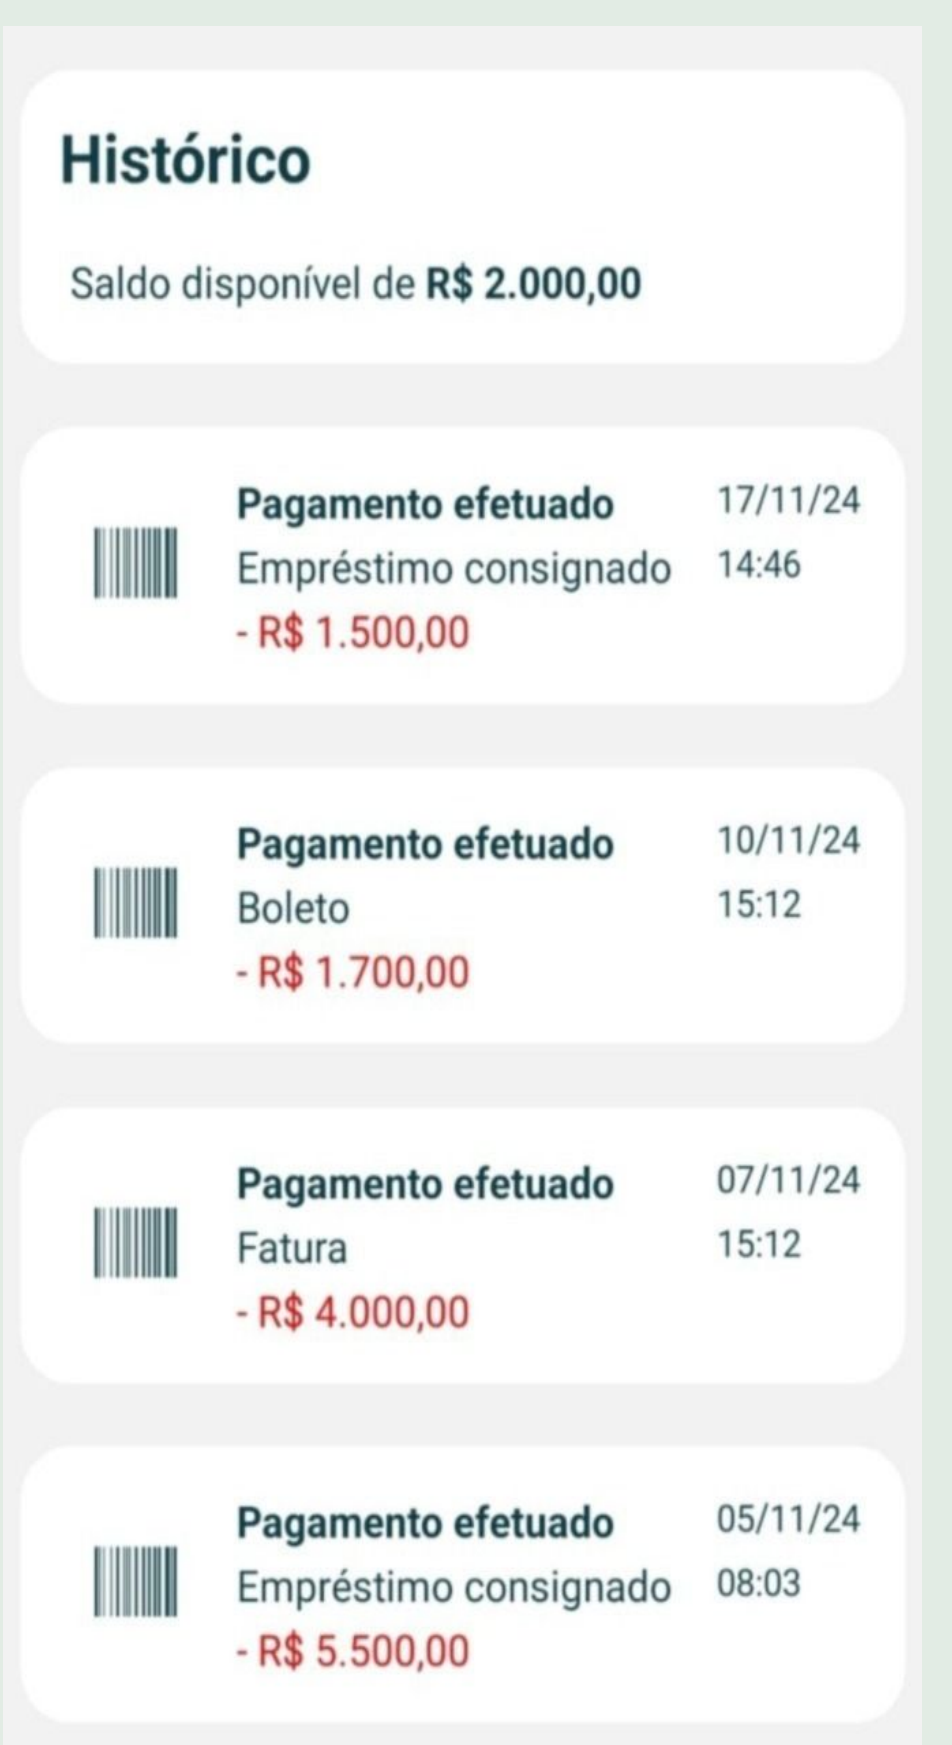 Histórico
Saldo disponível de R$ 2.000,00
Pagamento efetuado 17/11/24
Empréstimo consignado 14:46
- R$ 1.500,00
Pagamento efetuado 10/11/24
Boleto 15:12
- R$ 1.700,00
Pagamento efetuado 07/11/24
Fatura 15:12
- R$ 4.000,00
Pagamento efetuado 05/11/24
Empréstimo consignado 08:03
- R$ 5.500,00